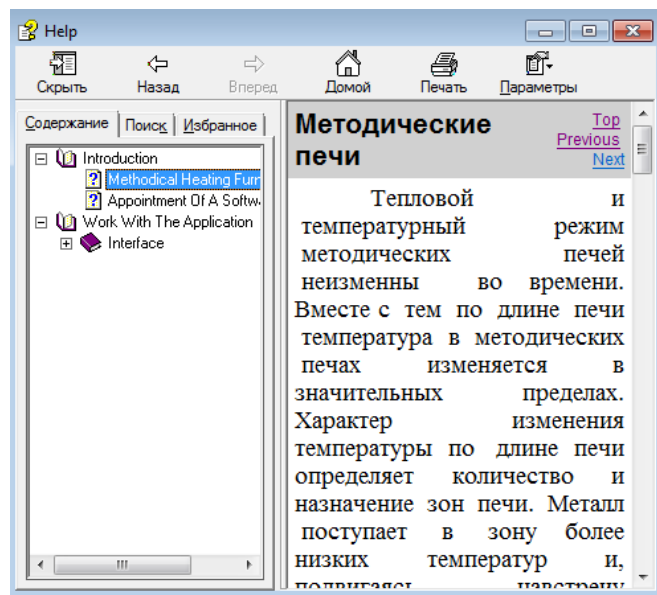 Help
Скрыть Назад Вперед Домой Печать Параметры
Содержание Поиск Избранное
Introduction
Methodical Heating Furn
Appointment Of A Softw
Work With The Application
Interface
Методические
печи
Top
Previous
Next
Тепловой и
температурный режим
методических печей
неизменны во времени.
Вместе с тем по длине печи
температура в методических
печах изменяется в
значительных пределах.
Характер изменения
температуры по длине печи
определяет количество и
назначение зон печи. Металл
поступает в зону более
низких температур и,
подвигаясь навстречу